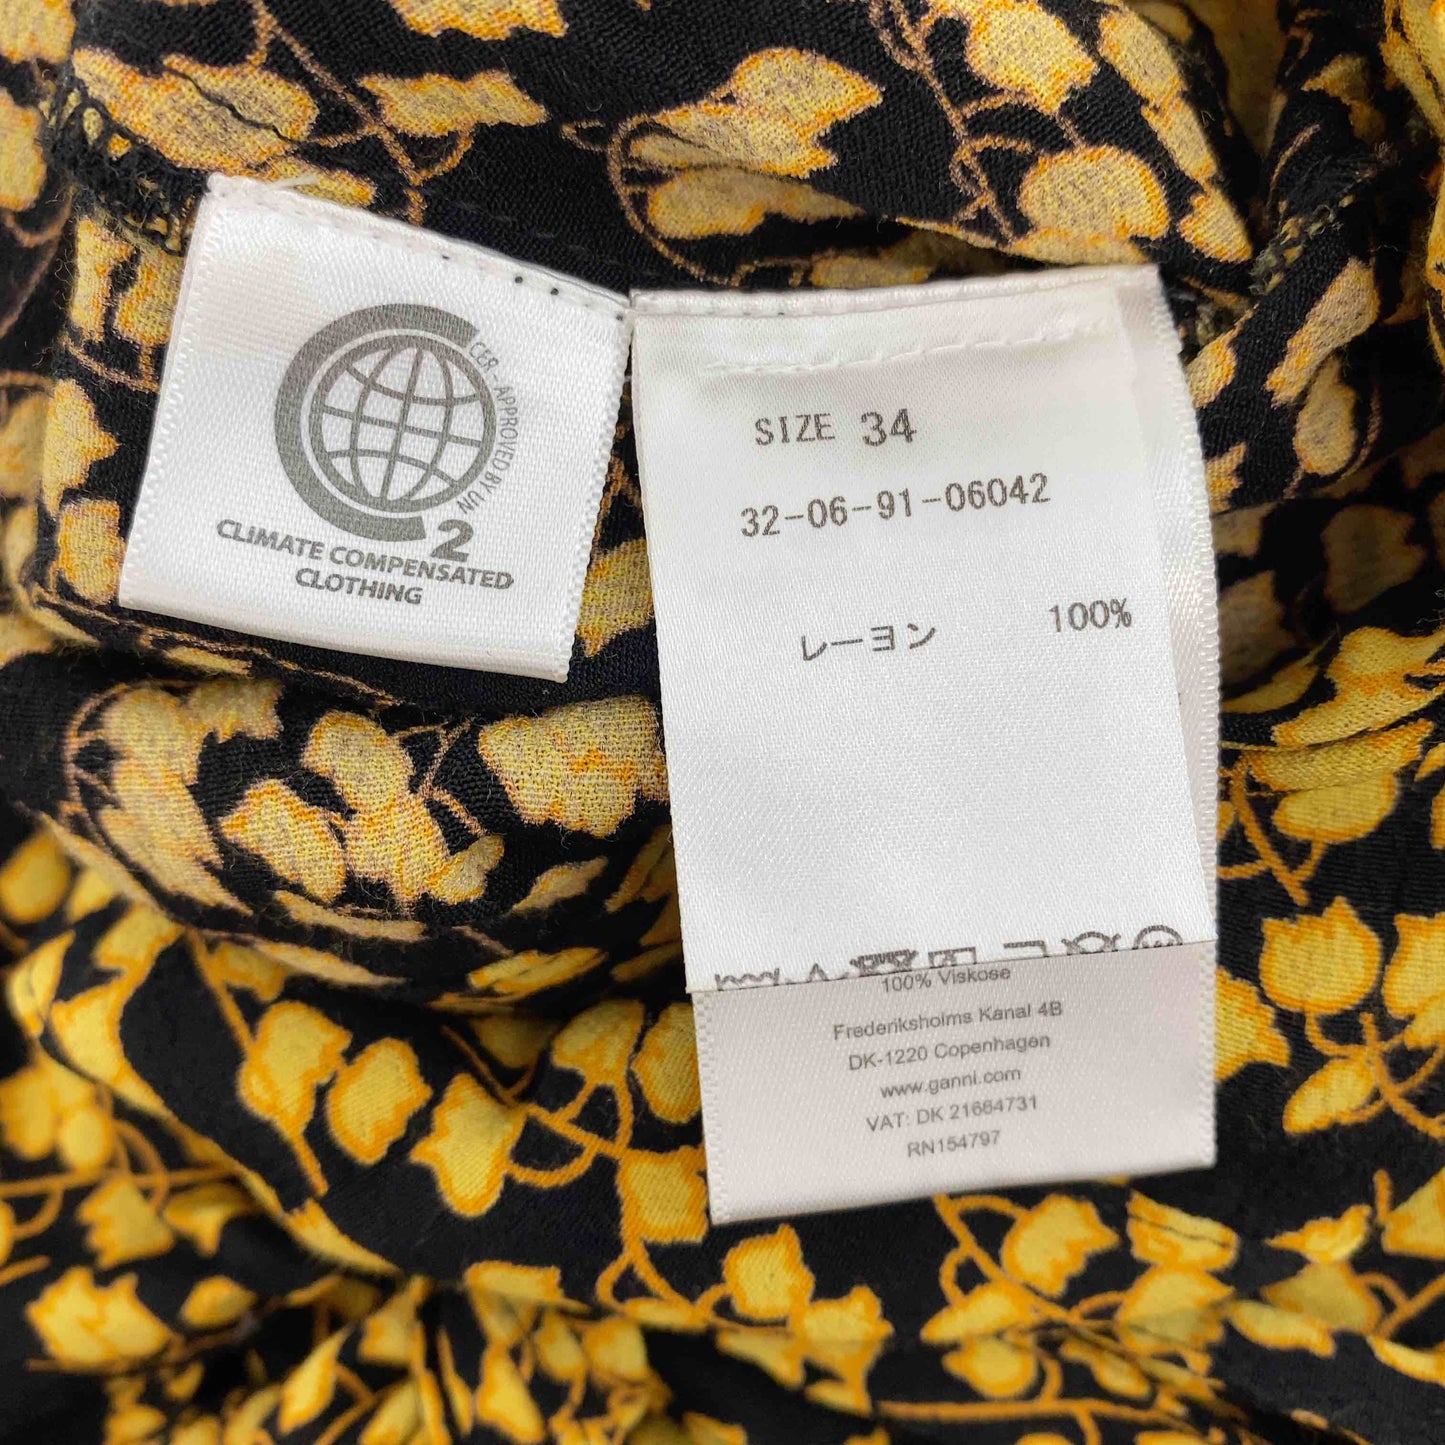 CER - APPROVED BY UN
2
CLiMATE COMPENSATED
CLOTHING
SIZE 34
32-06-91-06042
レーヨン 100%
100% Viskose
Frederiksholms Kanal 4B
DK-1220 Copenhagen
www.ganni.com
VAT: DK 21664731
RN154797